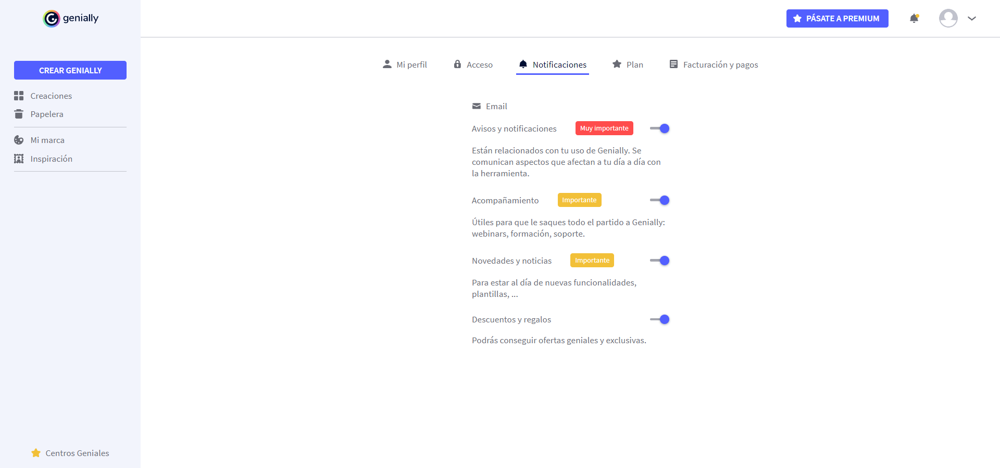 genially
PÁSATE A PREMIUM
CREAR GENIALLY
Creaciones
Papelera
Mi marca
Inspiración
Centros Geniales
Mi perfil
Acceso
Notificaciones
Plan
Facturación y pagos
Email
Avisos y notificaciones
Muy importante
Están relacionados con tu uso de Genially. Se
comunican aspectos que afectan a tu día a día con
la herramienta.
Acompañamiento
Importante
Útiles para que le saques todo el partido a Genially:
webinars, formación, soporte.
Novedades y noticias
Importante
Para estar al día de nuevas funcionalidades,
plantillas, ...
Descuentos y regalos
Podrás conseguir ofertas geniales y exclusivas.